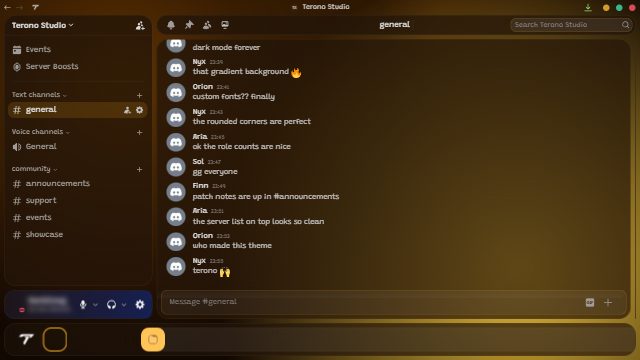 Terono Studio
Terono Studio
general
Search Terono Studio
Events
Server Boosts
Text channels
# general
Voice channels
General
community
# announcements
# support
# events
# showcase
dark mode forever
Nyx 23:39
that gradient background 🔥
Orion 23:41
custom fonts?? finally
Nyx 23:43
the rounded corners are perfect
Aria 23:45
ok the role counts are nice
Sol 23:47
gg everyone
Finn 23:49
patch notes are up in #announcements
Aria 23:51
the server list on top looks so clean
Orion 23:53
who made this theme
Nyx 23:55
terono 🙌
Message #general
GIF